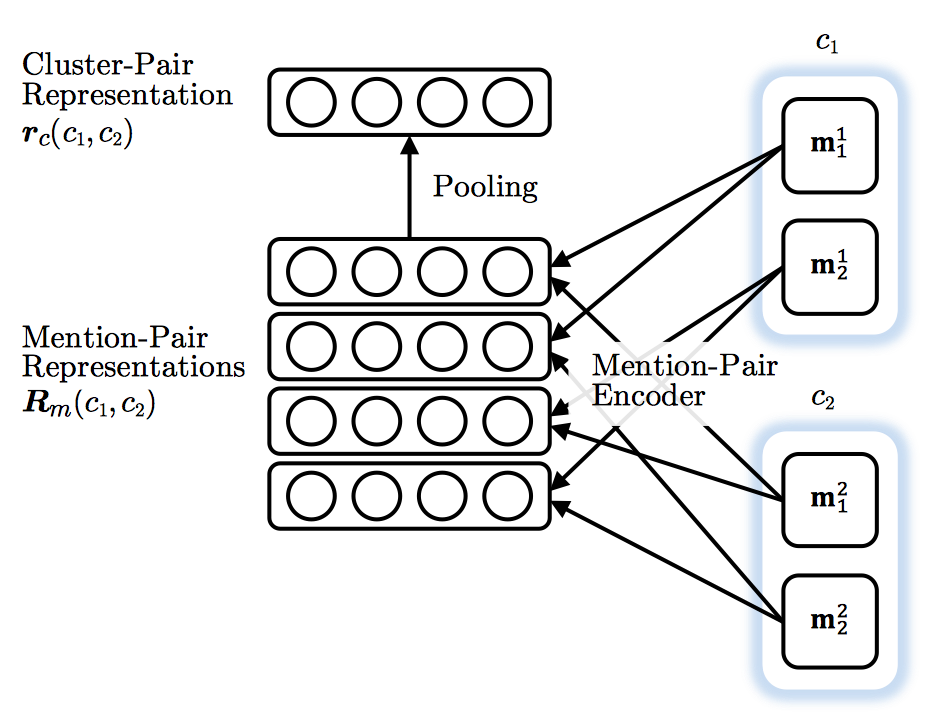 Cluster-Pair
Representation
r_c(c₁, c₂)
Pooling
Mention-Pair
Representations
R_m(c₁, c₂)
Mention-Pair
Encoder
c₁
m₁¹
m₂¹
c₂
m₁²
m₂²